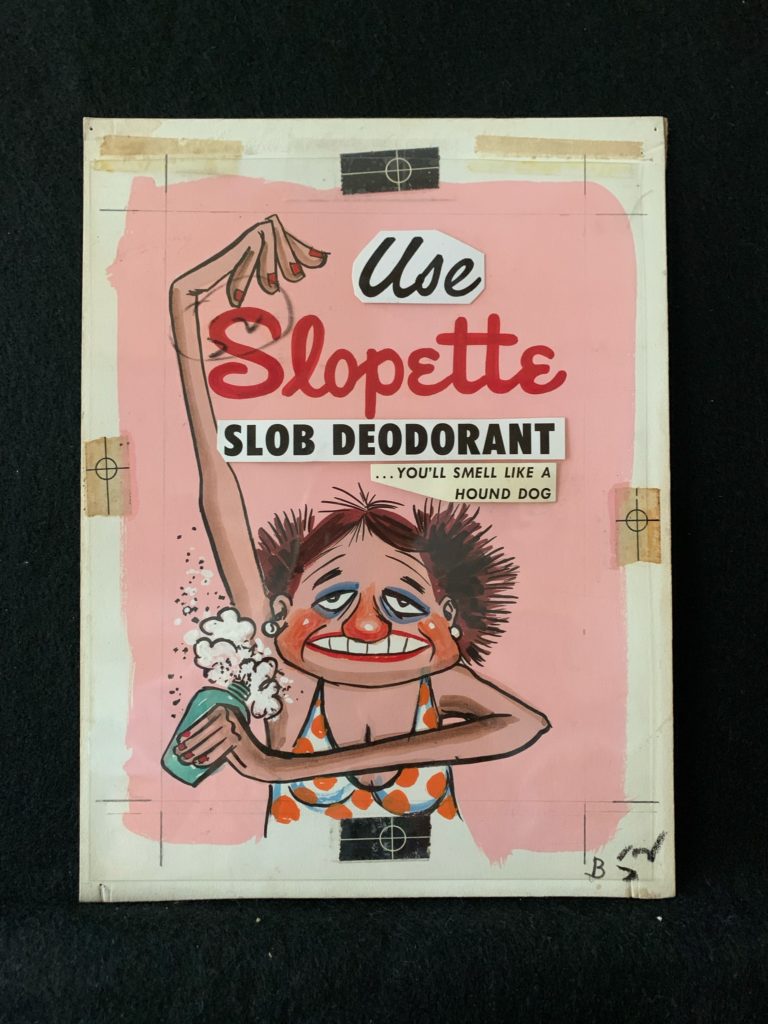 Use
Slopette
SLOB DEODORANT
...YOU'LL SMELL LIKE A
HOUND DOG
B